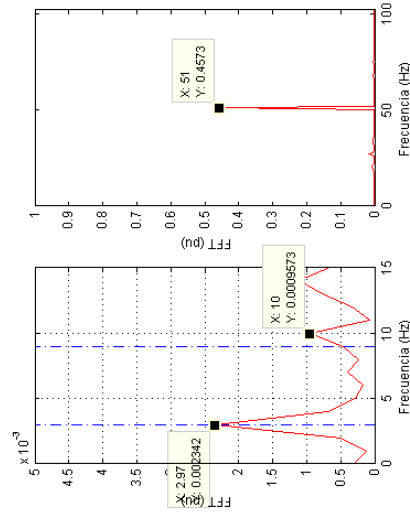 1
0.9
0.8
0.7
0.6
0.5
0.4
0.3
0.2
0.1
0
FFT (pu)
X: 51
Y: 0.4573
0
50
100
Frecuencia (Hz)
x 10
-3
5
4.5
4
3.5
3
2.5
2
1.5
1
0.5
0
FFT (pu)
X: 2.97
Y: 0.002342
X: 10
Y: 0.0009573
0
5
10
15
Frecuencia (Hz)